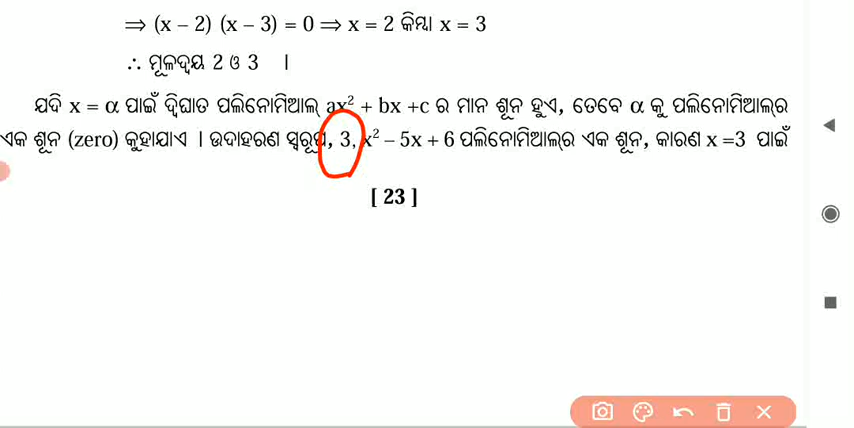 ⇒ (x – 2) (x – 3) = 0 ⇒ x = 2 କିମ୍ବା x = 3
∴ ମୂଳଦ୍ୱୟ 2 ଓ 3 ।
ଯଦି x = α ପାଇଁ ଦ୍ୱିଘାତ ପଲିନୋମିଆଲ୍ ax² + bx +c ର ମାନ ଶୂନ ହୁଏ, ତେବେ α କୁ ପଲିନୋମିଆଲ୍‌ର
ଏକ ଶୂନ (zero) କୁହାଯାଏ । ଉଦାହରଣ ସ୍ୱରୂପ, 3, x² – 5x + 6 ପଲିନୋମିଆଲ୍‌ର ଏକ ଶୂନ, କାରଣ x =3 ପାଇଁ
[ 23 ]